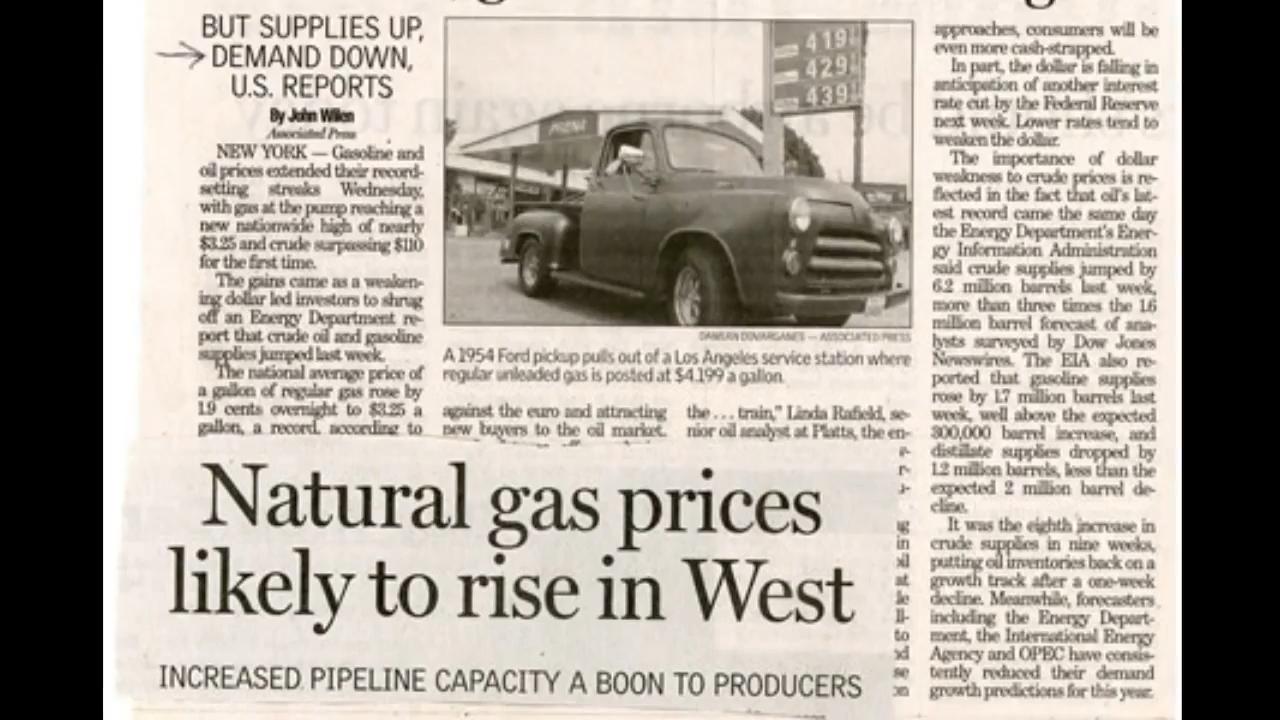 BUT SUPPLIES UP,
DEMAND DOWN,
U.S. REPORTS
By John Wilen
Associated Press
NEW YORK — Gasoline and
oil prices extended their record-
setting streaks Wednesday,
with gas at the pump reaching a
new nationwide high of nearly
$3.25 and crude surpassing $110
for the first time.
The gains came as a weaken-
ing dollar led investors to shrug
off an Energy Department re-
port that crude oil and gasoline
supplies jumped last week.
The national average price of
a gallon of regular gas rose by
1.9 cents overnight to $3.25 a
gallon, a record, according to
419
429
439
DAMIAN DOVARGANES — ASSOCIATED PRESS
A 1954 Ford pickup pulls out of a Los Angeles service station where
regular unleaded gas is posted at $4.199 a gallon.
against the euro and attracting
new buyers to the oil market.
the . . . train," Linda Rafield, se-
nior oil analyst at Platts, the en-
approaches, consumers will be
even more cash-strapped.
In part, the dollar is falling in
anticipation of another interest
rate cut by the Federal Reserve
next week. Lower rates tend to
weaken the dollar.
The importance of dollar
weakness to crude prices is re-
flected in the fact that oil's lat-
est record came the same day
the Energy Department's Ener-
gy Information Administration
said crude supplies jumped by
6.2 million barrels last week,
more than three times the 1.6
million barrel forecast of ana-
lysts surveyed by Dow Jones
Newswires. The EIA also re-
ported that gasoline supplies
rose by 1.7 million barrels last
week, well above the expected
300,000 barrel increase, and
distillate supplies dropped by
1.2 million barrels, less than the
expected 2 million barrel de-
cline.
It was the eighth increase in
crude supplies in nine weeks,
putting oil inventories back on a
growth track after a one-week
decline. Meanwhile, forecasters
including the Energy Depart-
ment, the International Energy
Agency and OPEC have consis-
tently reduced their demand
growth predictions for this year.
Natural gas prices
likely to rise in West
INCREASED PIPELINE CAPACITY A BOON TO PRODUCERS